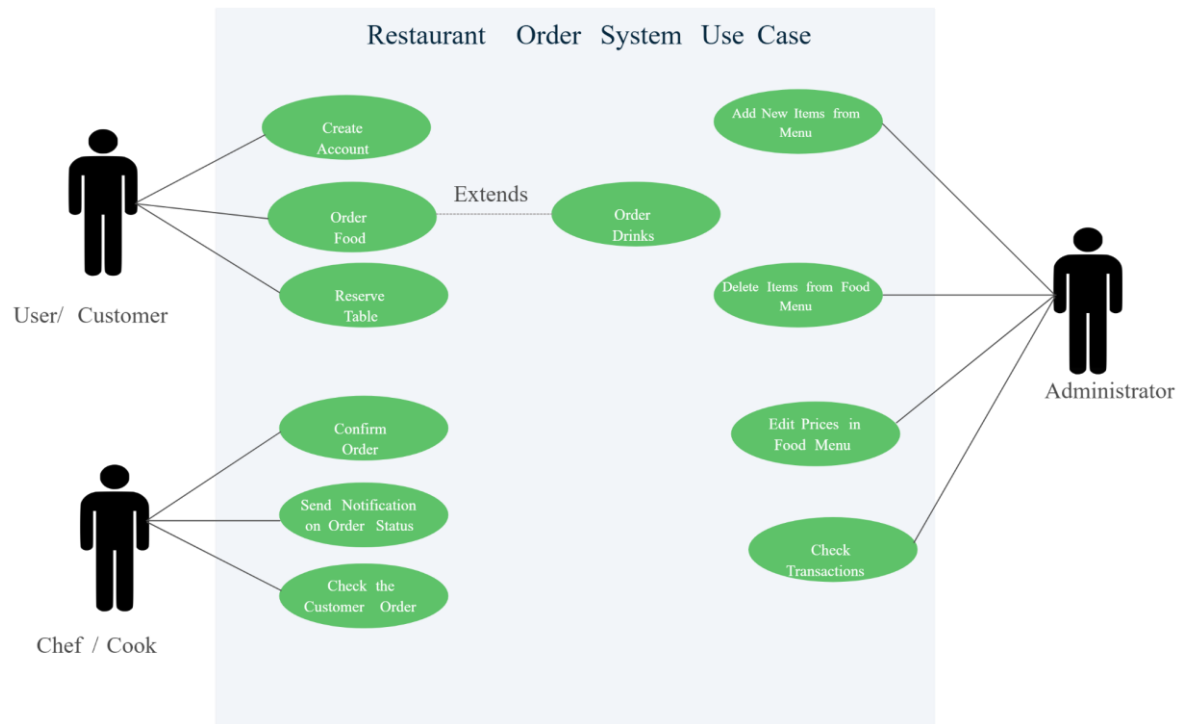 Restaurant Order System Use Case
Create
Account
Order
Food
Extends
Order
Drinks
Reserve
Table
User/ Customer
Confirm
Order
Send Notification
on Order Status
Check the
Customer Order
Chef / Cook
Add New Items from
Menu
Delete Items from Food
Menu
Edit Prices in
Food Menu
Check
Transactions
Administrator